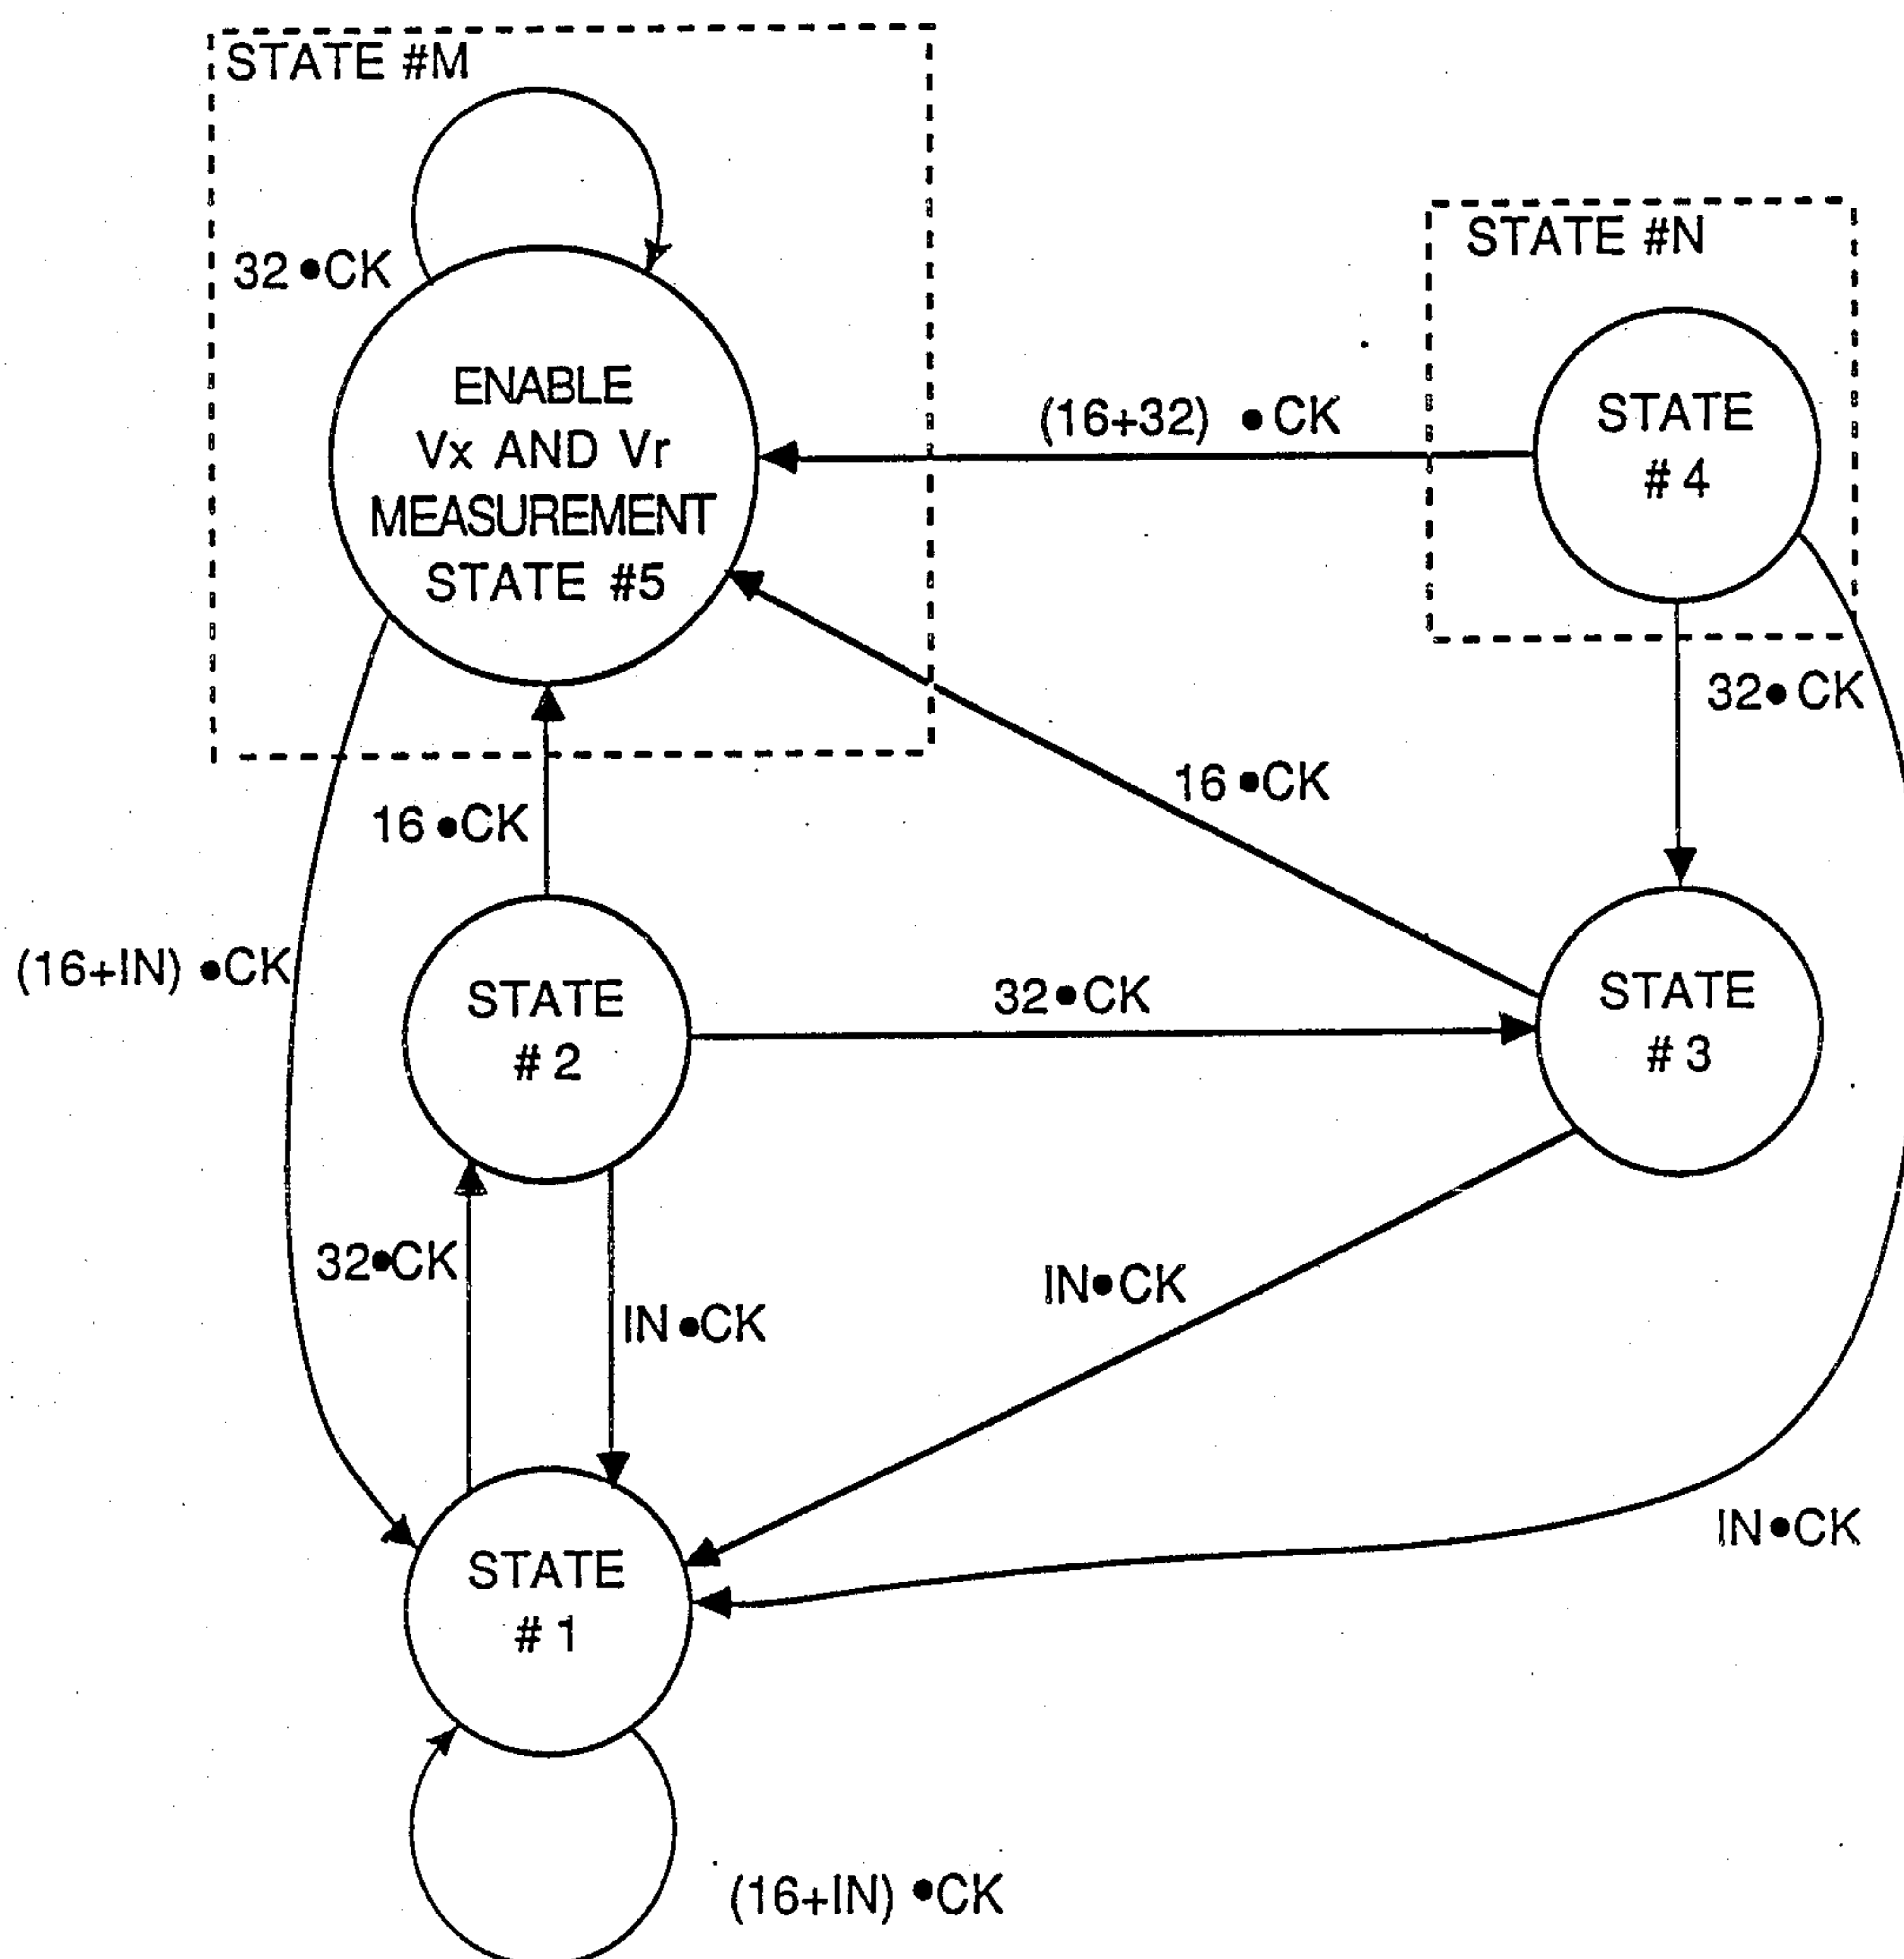 STATE #M
32•CK
ENABLE
Vx AND Vr
MEASUREMENT
STATE #5
STATE #N
STATE
#4
(16+32) •CK
32•CK
16•CK
16•CK
(16+IN) •CK
STATE
#2
32•CK
STATE
#3
32•CK
IN•CK
IN•CK
IN•CK
STATE
#1
(16+IN) •CK